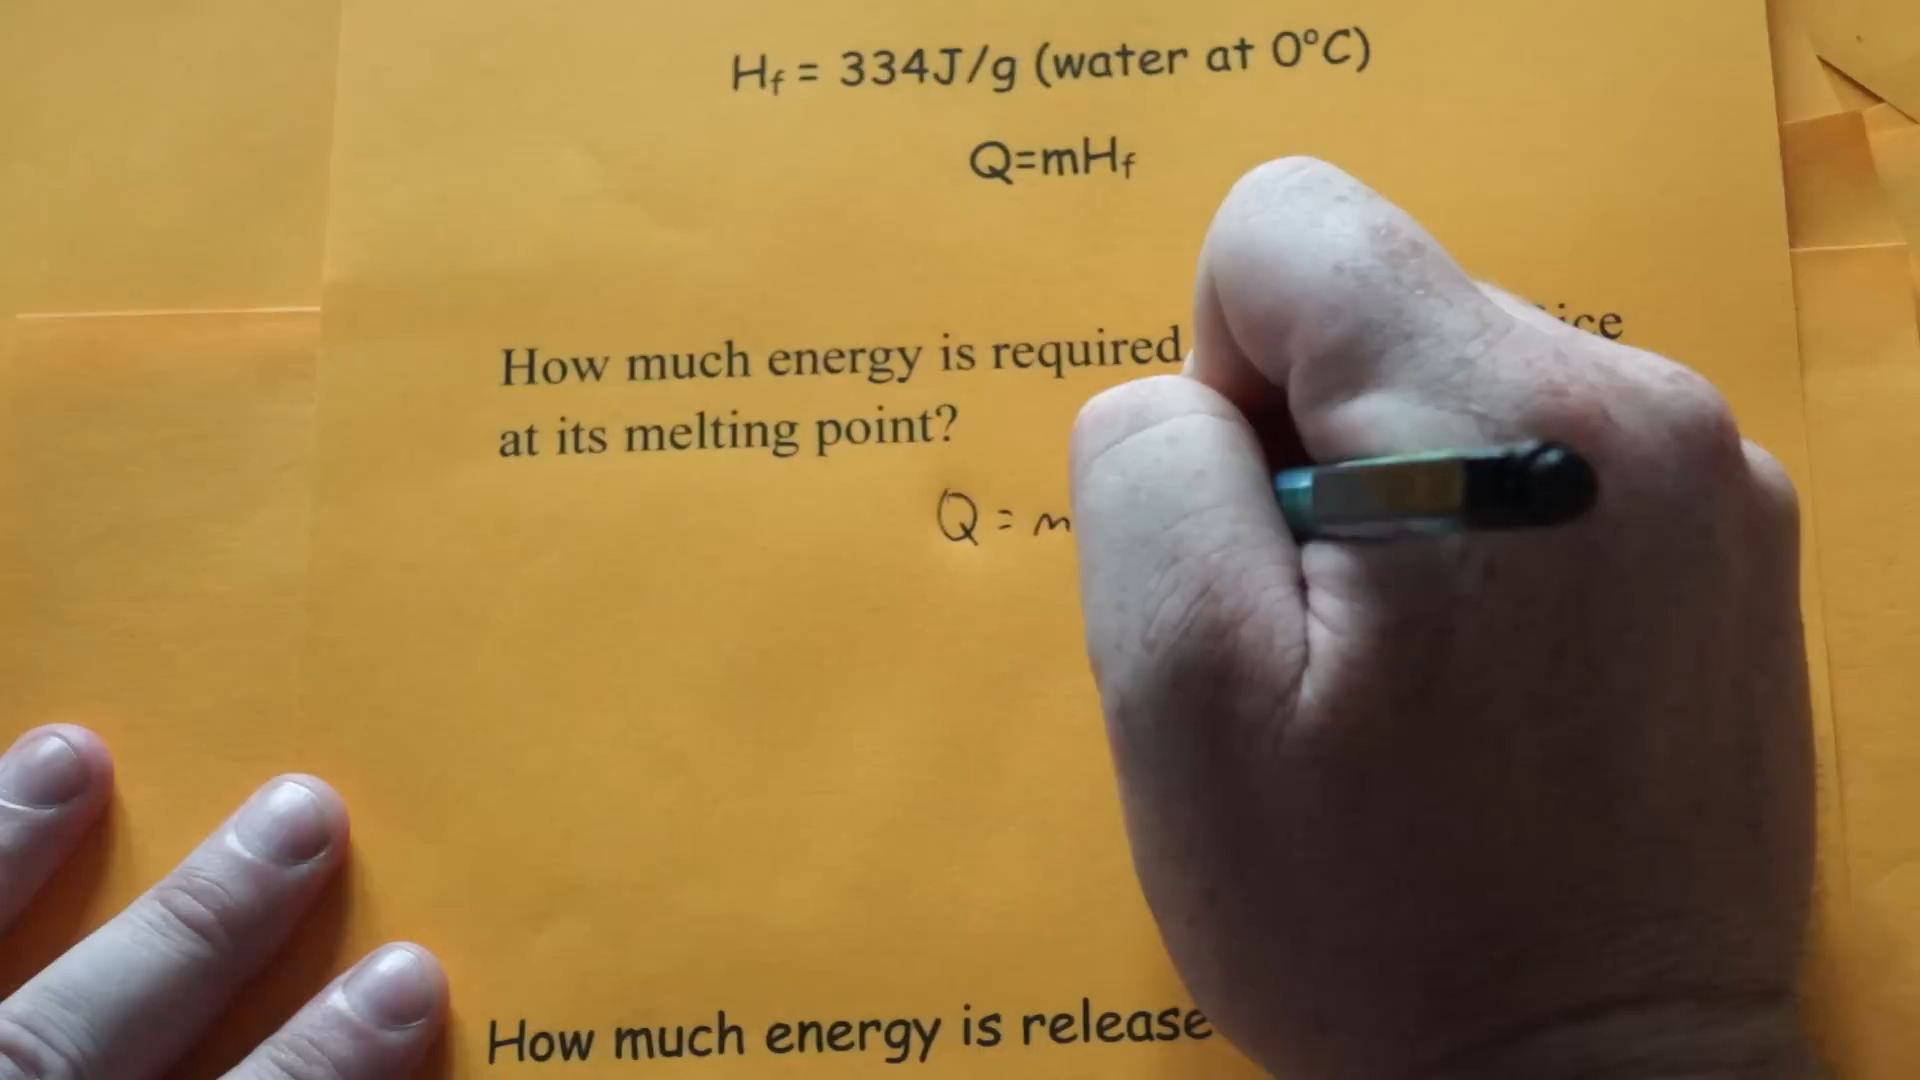 Hf = 334J/g (water at 0°C)
Q=mHf
How much energy is required ice
at its melting point?
Q = m
How much energy is release